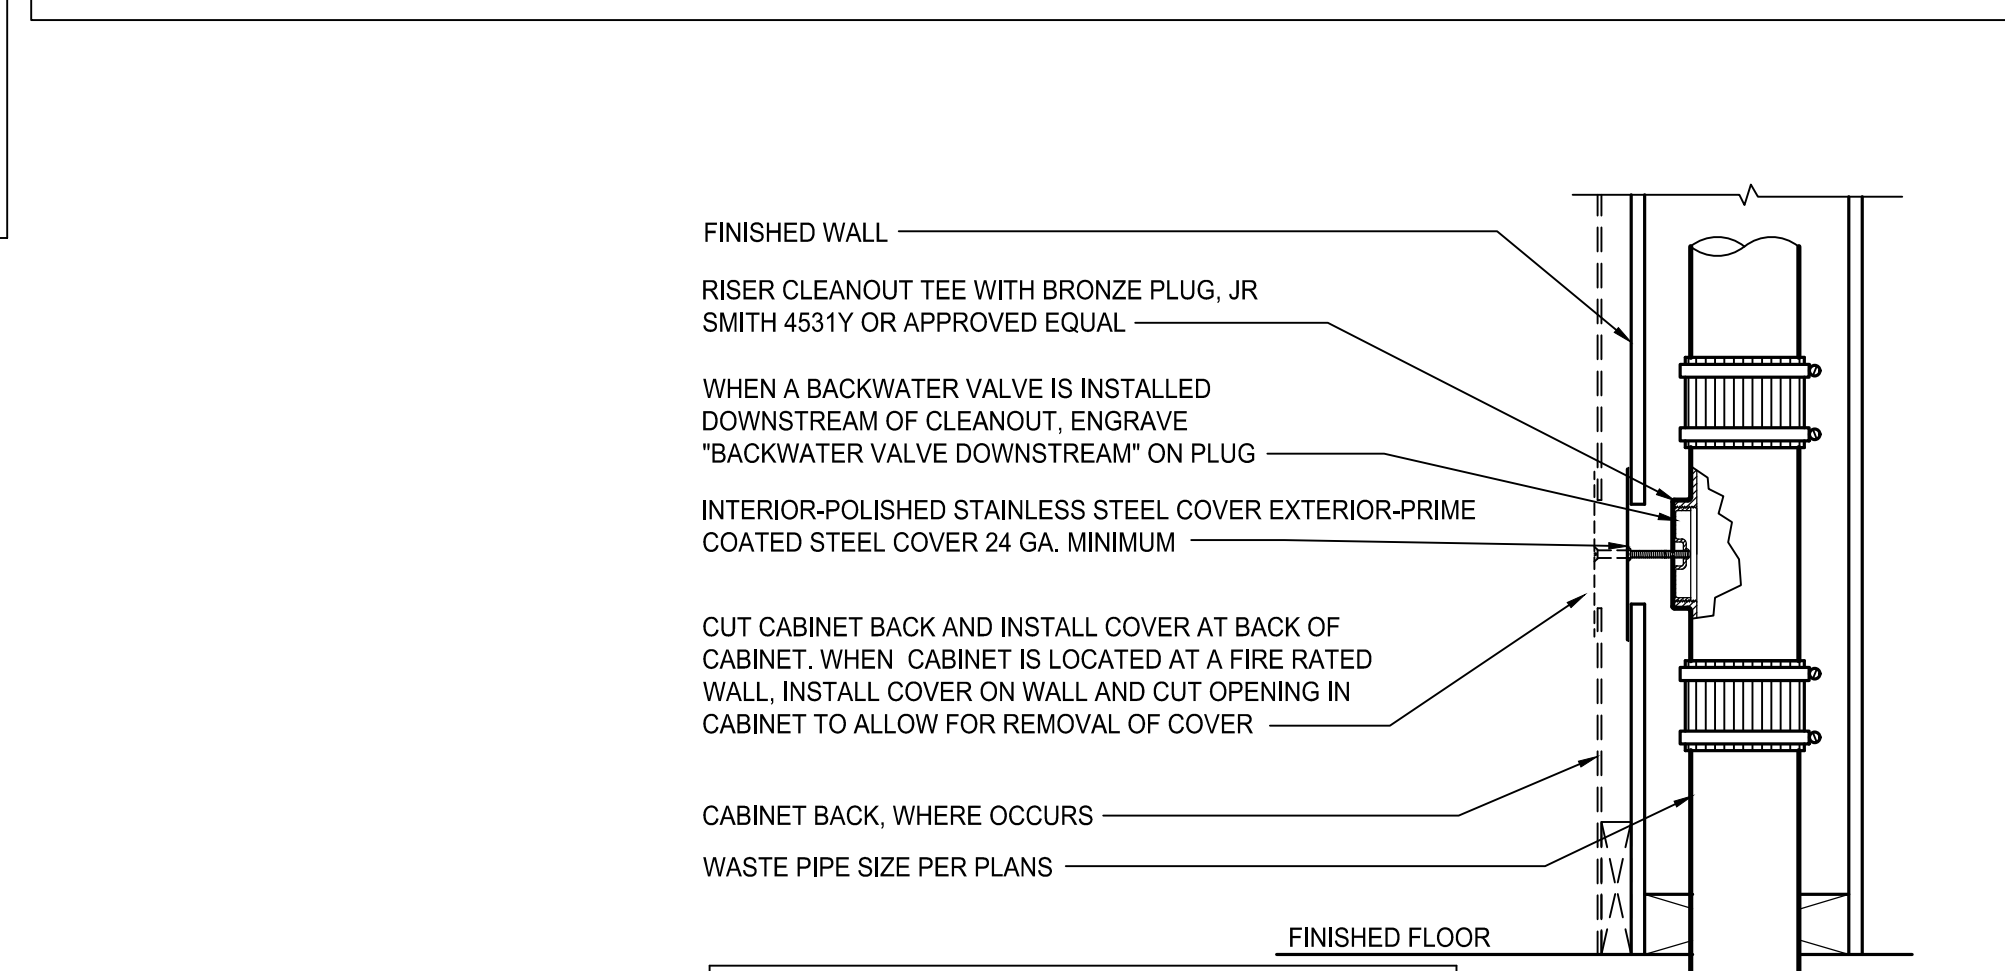 FINISHED WALL
RISER CLEANOUT TEE WITH BRONZE PLUG, JR
SMITH 4531Y OR APPROVED EQUAL
WHEN A BACKWATER VALVE IS INSTALLED
DOWNSTREAM OF CLEANOUT, ENGRAVE
"BACKWATER VALVE DOWNSTREAM" ON PLUG
INTERIOR-POLISHED STAINLESS STEEL COVER EXTERIOR-PRIME
COATED STEEL COVER 24 GA. MINIMUM
CUT CABINET BACK AND INSTALL COVER AT BACK OF
CABINET. WHEN CABINET IS LOCATED AT A FIRE RATED
WALL, INSTALL COVER ON WALL AND CUT OPENING IN
CABINET TO ALLOW FOR REMOVAL OF COVER
CABINET BACK, WHERE OCCURS
WASTE PIPE SIZE PER PLANS
FINISHED FLOOR